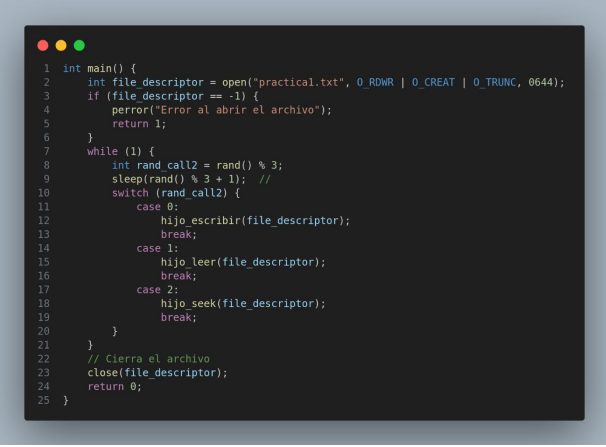 1 int main() {
2     int file_descriptor = open("practica1.txt", O_RDWR | O_CREAT | O_TRUNC, 0644);
3     if (file_descriptor == -1) {
4         perror("Error al abrir el archivo");
5         return 1;
6     }
7     while (1) {
8         int rand_call2 = rand() % 3;
9         sleep(rand() % 3 + 1);  //
10         switch (rand_call2) {
11             case 0:
12                 hijo_escribir(file_descriptor);
13                 break;
14             case 1:
15                 hijo_leer(file_descriptor);
16                 break;
17             case 2:
18                 hijo_seek(file_descriptor);
19                 break;
20         }
21     }
22     // Cierra el archivo
23     close(file_descriptor);
24     return 0;
25 }